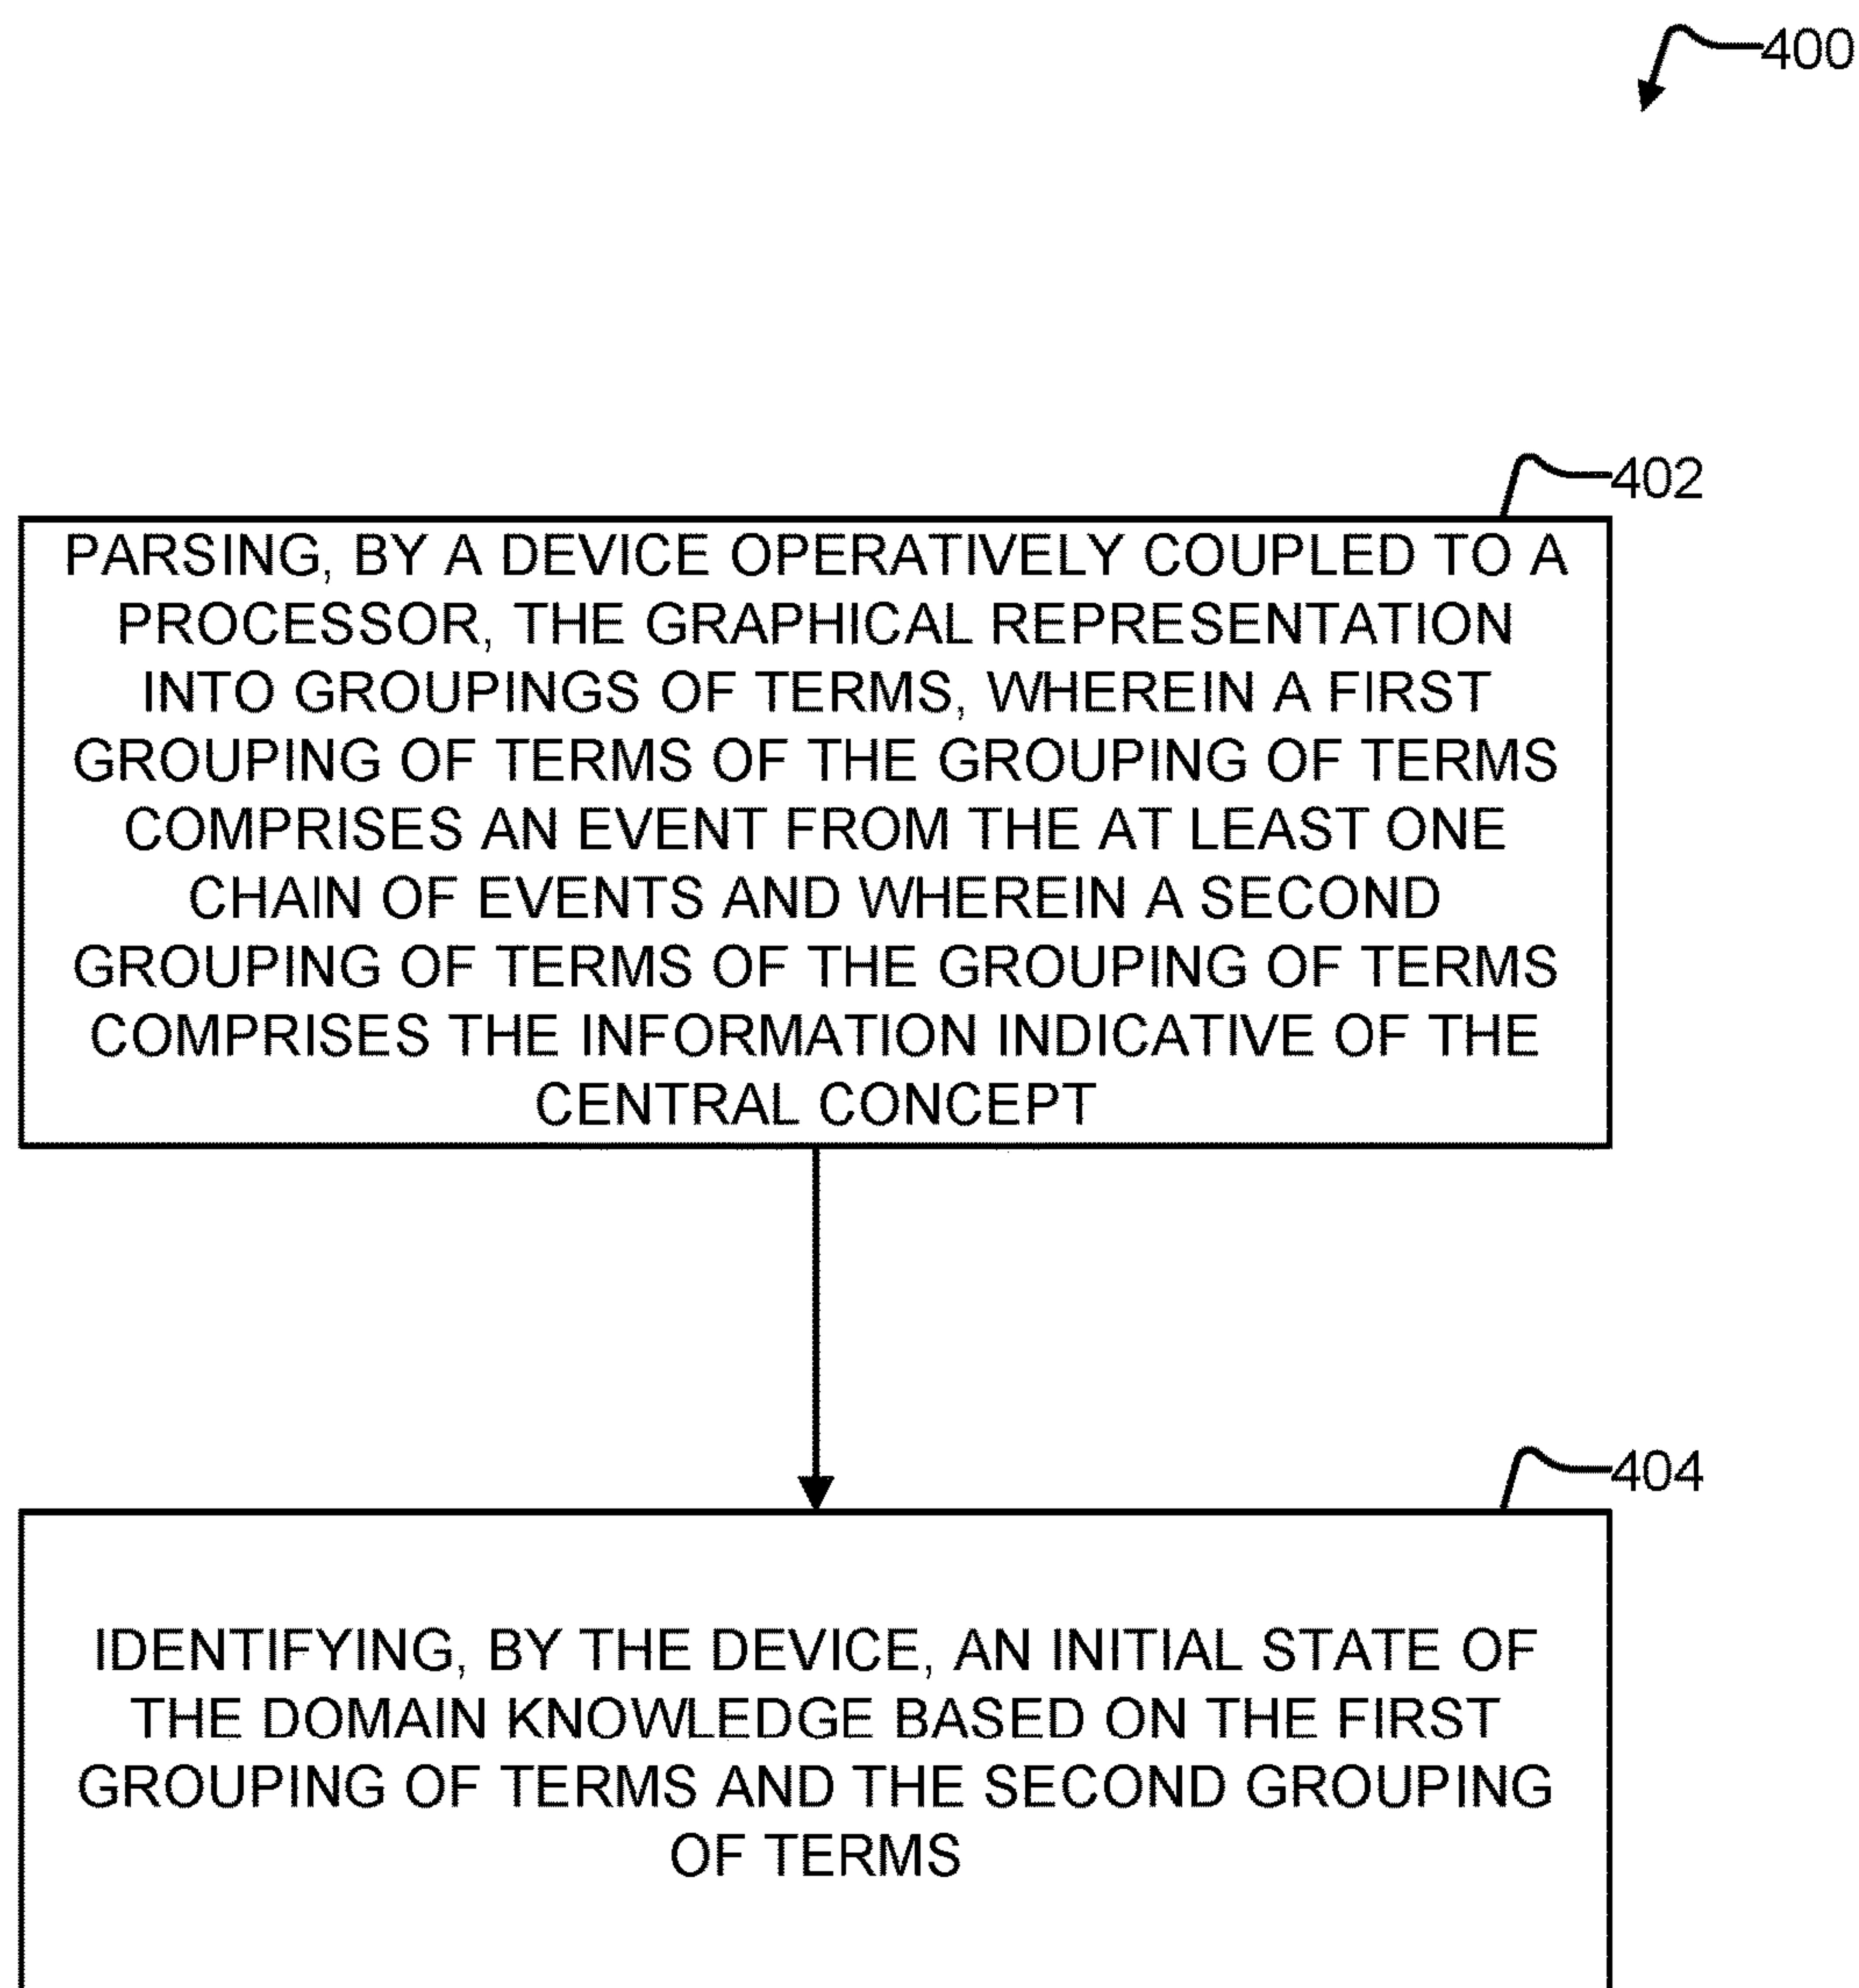 400
402
PARSING, BY A DEVICE OPERATIVELY COUPLED TO A
PROCESSOR, THE GRAPHICAL REPRESENTATION
INTO GROUPINGS OF TERMS, WHEREIN A FIRST
GROUPING OF TERMS OF THE GROUPING OF TERMS
COMPRISES AN EVENT FROM THE AT LEAST ONE
CHAIN OF EVENTS AND WHEREIN A SECOND
GROUPING OF TERMS OF THE GROUPING OF TERMS
COMPRISES THE INFORMATION INDICATIVE OF THE
CENTRAL CONCEPT
404
IDENTIFYING, BY THE DEVICE, AN INITIAL STATE OF
THE DOMAIN KNOWLEDGE BASED ON THE FIRST
GROUPING OF TERMS AND THE SECOND GROUPING
OF TERMS